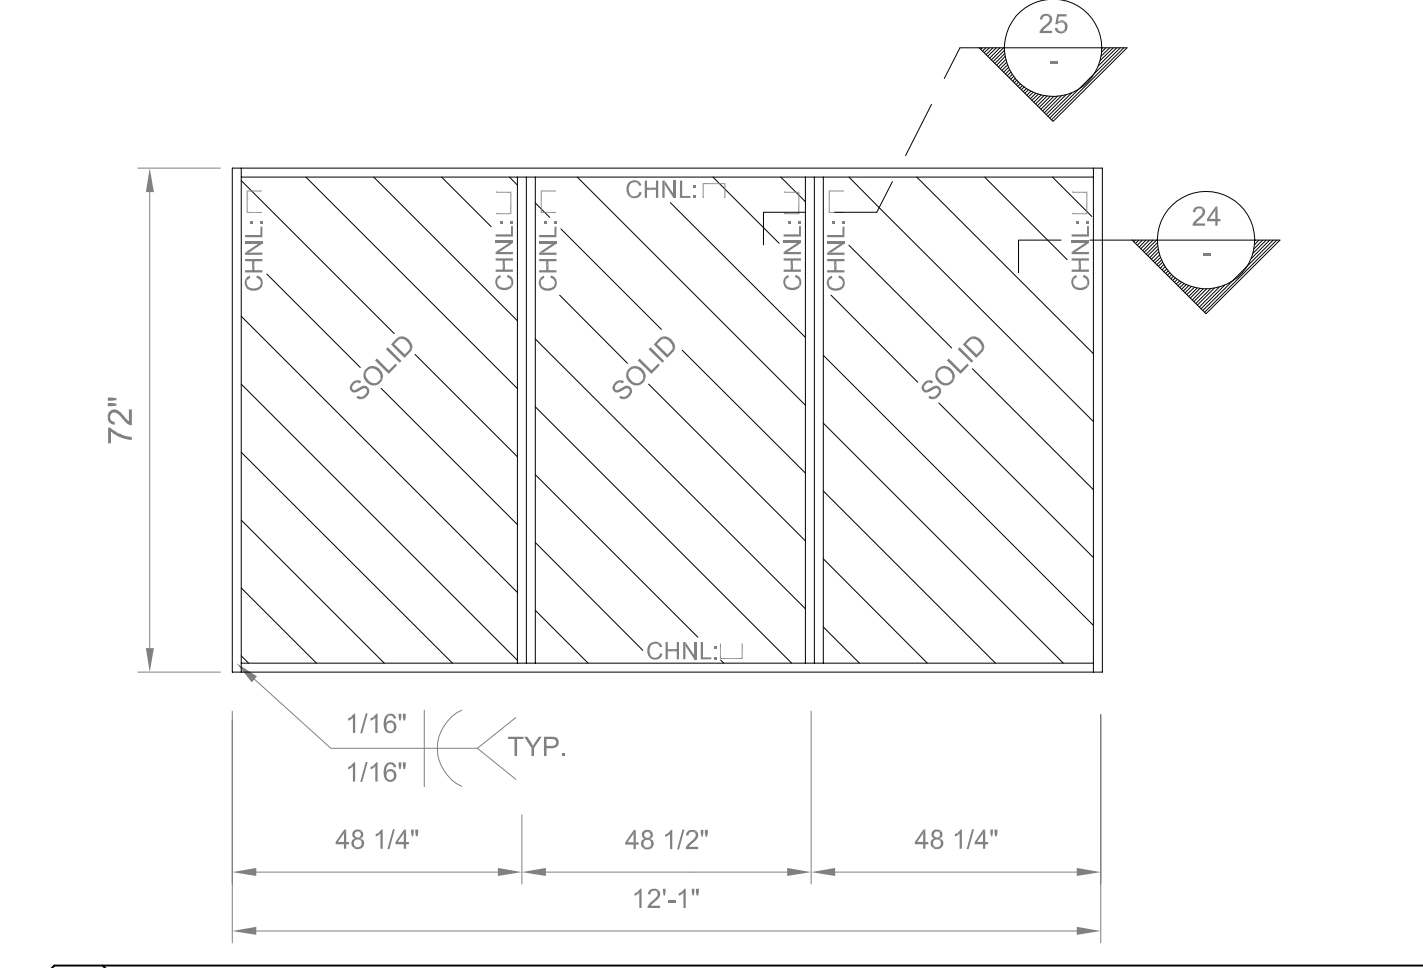 25
-
CHNL:
24
-
CHNL:
CHNL:
CHNL:
CHNL:
CHNL:
CHNL:
SOLID
SOLID
SOLID
72"
CHNL:
1/16"
TYP.
1/16"
48 1/4"
48 1/2"
48 1/4"
12'-1"